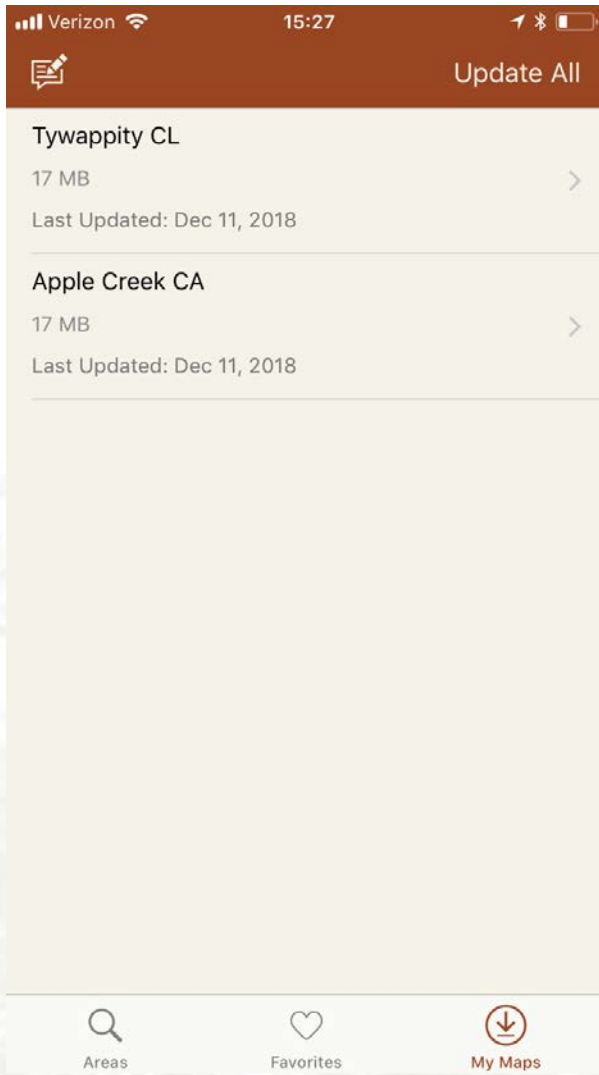 Verizon 15:27
Update All
Tywappity CL
17 MB
Last Updated: Dec 11, 2018
Apple Creek CA
17 MB
Last Updated: Dec 11, 2018
Areas Favorites My Maps